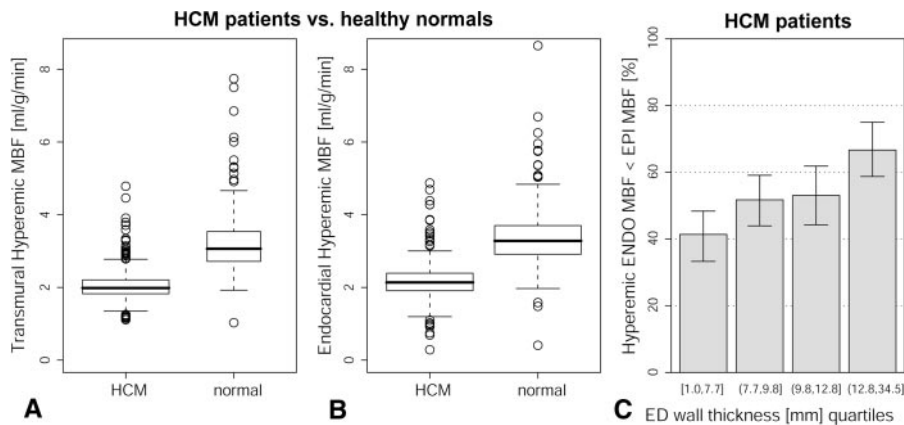 HCM patients vs. healthy normals
HCM patients
Transmural Hyperemic MBF [ml/g/min]
8
6
4
2
0
HCM
normal
A
Endocardial Hyperemic MBF [ml/g/min]
8
6
4
2
0
HCM
normal
B
Hyperemic ENDO MBF < EPI MBF [%]
100
80
60
40
20
0
[1.0,7.7]
(7.7,9.8]
(9.8,12.8]
(12.8,34.5]
C
ED wall thickness [mm] quartiles